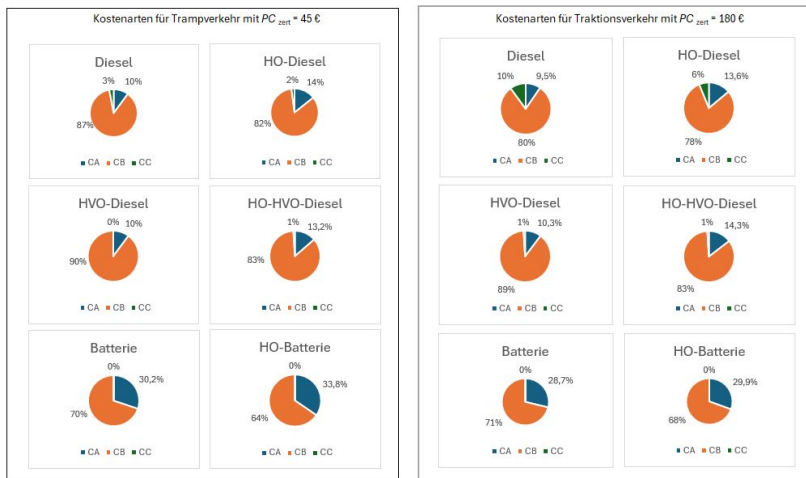 Kostenarten für Trampverkehr mit PC zert = 45 €
Diesel
3%
10%
87%
CA CB CC
HO-Diesel
2%
14%
82%
CA CB CC
HVO-Diesel
0%
10%
90%
CA CB CC
HO-HVO-Diesel
1%
13,2%
83%
CA CB CC
Batterie
0%
30,2%
70%
CA CB CC
HO-Batterie
0%
33,8%
64%
CA CB CC
Kostenarten für Traktionsverkehr mit PC zert = 180 €
Diesel
10%
9,5%
80%
CA CB CC
HO-Diesel
6%
13,6%
78%
CA CB CC
HVO-Diesel
1%
10,3%
89%
CA CB CC
HO-HVO-Diesel
1%
14,3%
83%
CA CB CC
Batterie
0%
28,7%
71%
CA CB CC
HO-Batterie
0%
29,9%
68%
CA CB CC